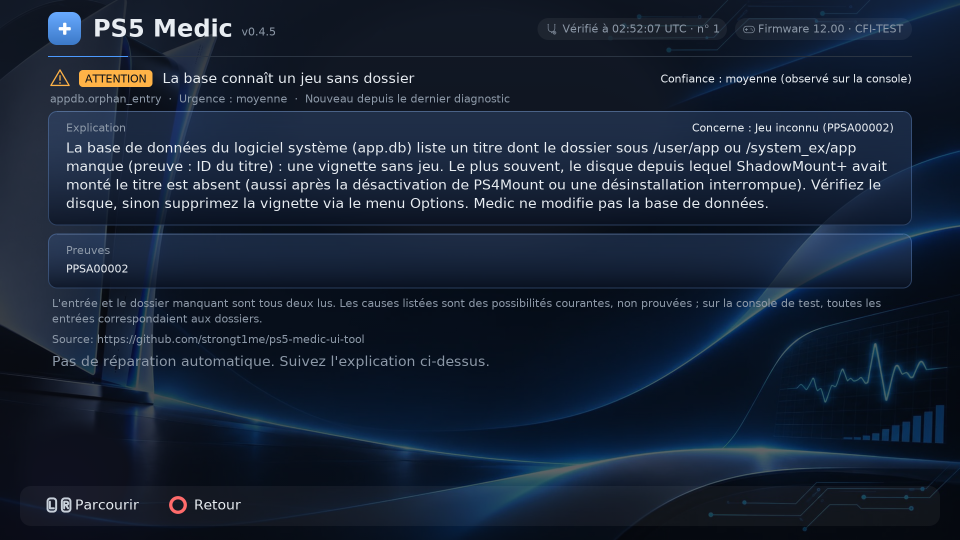 PS5 Medic v0.4.5
Vérifié à 02:52:07 UTC · n° 1
Firmware 12.00 · CFI-TEST
ATTENTION La base connaît un jeu sans dossier
Confiance : moyenne (observé sur la console)
appdb.orphan_entry · Urgence : moyenne · Nouveau depuis le dernier diagnostic
Explication
Concerne : Jeu inconnu (PPSA00002)
La base de données du logiciel système (app.db) liste un titre dont le dossier sous /user/app ou /system_ex/app
manque (preuve : ID du titre) : une vignette sans jeu. Le plus souvent, le disque depuis lequel ShadowMount+ avait
monté le titre est absent (aussi après la désactivation de PS4Mount ou une désinstallation interrompue). Vérifiez le
disque, sinon supprimez la vignette via le menu Options. Medic ne modifie pas la base de données.
Preuves
PPSA00002
L'entrée et le dossier manquant sont tous deux lus. Les causes listées sont des possibilités courantes, non prouvées ; sur la console de test, toutes les
entrées correspondaient aux dossiers.
Source: https://github.com/strongt1me/ps5-medic-ui-tool
Pas de réparation automatique. Suivez l'explication ci-dessus.
L R Parcourir
Retour